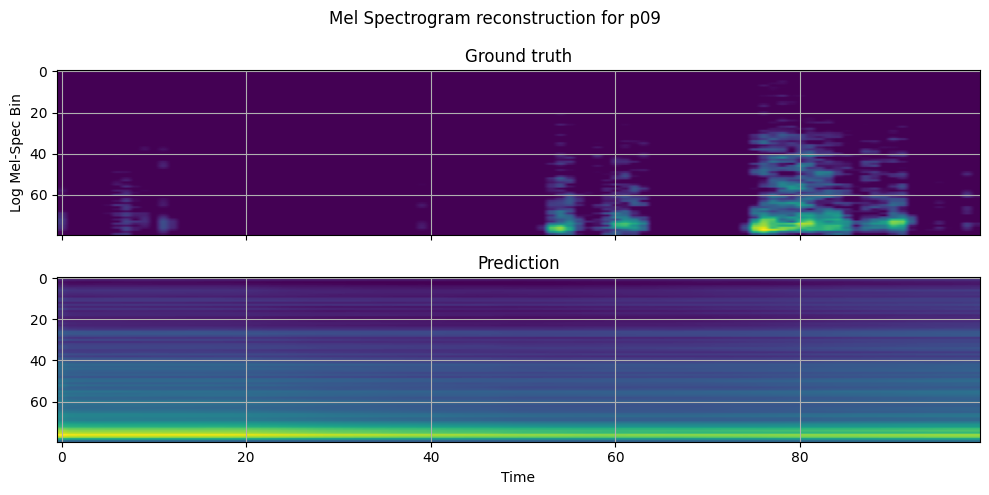 Mel Spectrogram reconstruction for p09
Ground truth
0
20
40
60
Log Mel-Spec Bin
Prediction
0
20
40
60
0 20 40 60 80
Time